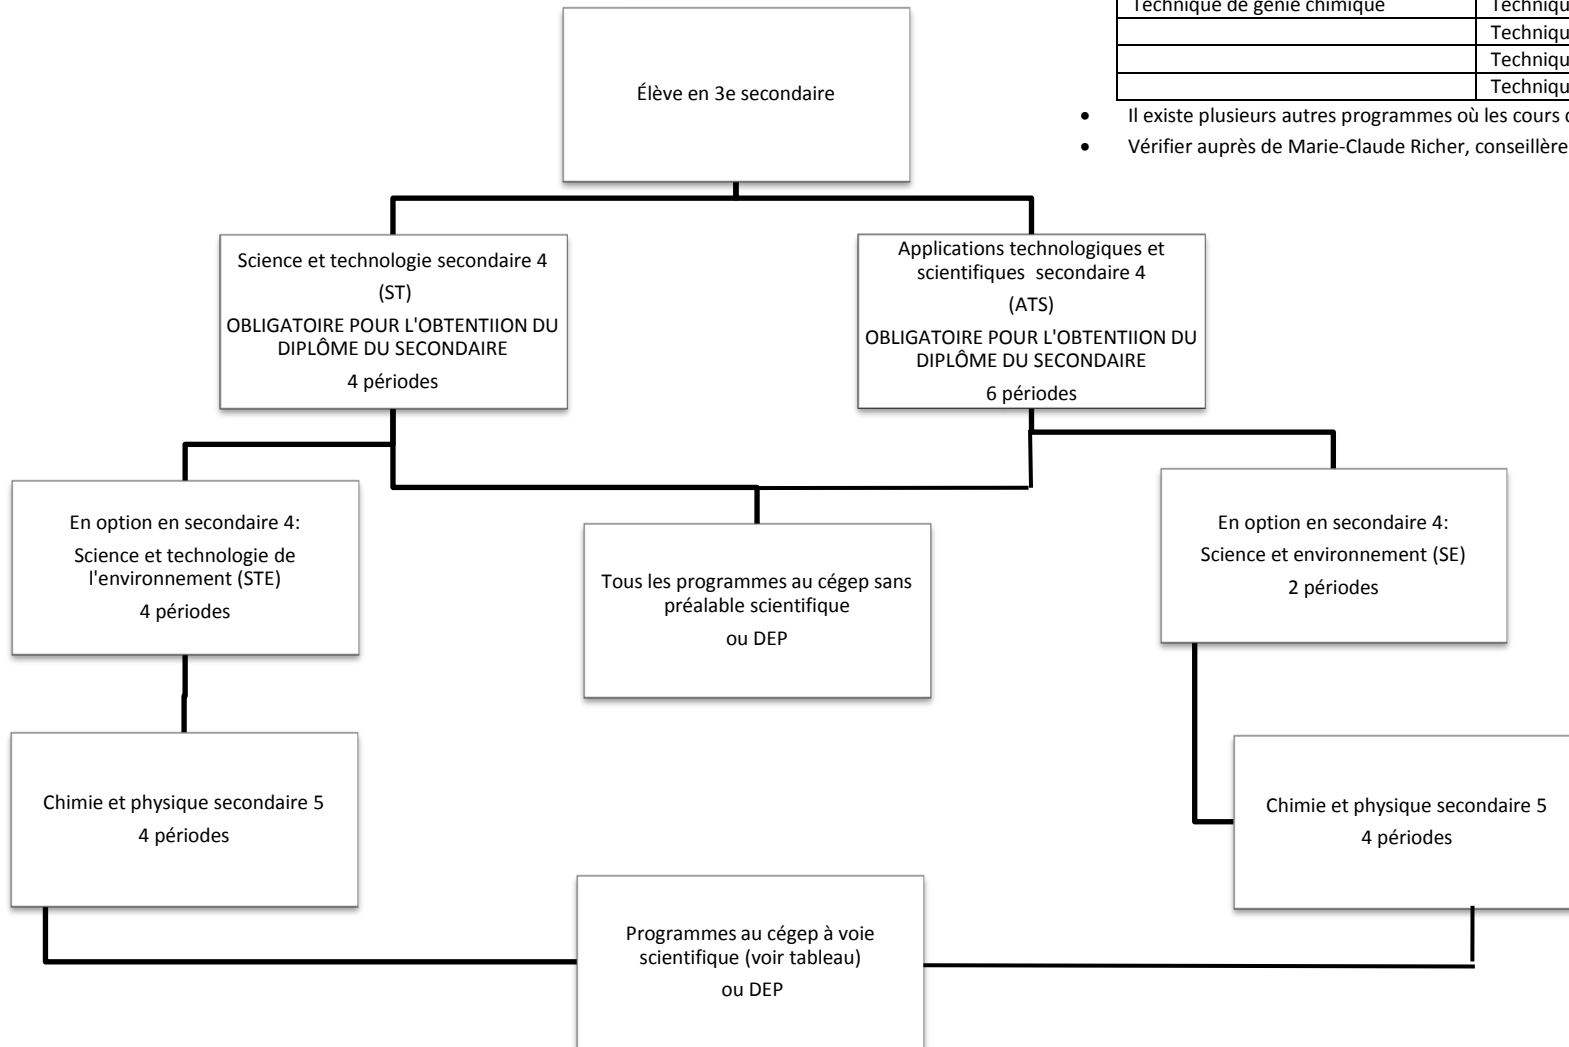 Technique de génie chimique
Élève en 3e secondaire
Il existe plusieurs autres programmes où les cours
Vérifier auprès de Marie-Claude Richer, conseillère
Science et technologie secondaire 4
(ST)
OBLIGATOIRE POUR L'OBTENTIION DU
DIPLÔME DU SECONDAIRE
4 périodes
Applications technologiques et
scientifiques secondaire 4
(ATS)
OBLIGATOIRE POUR L'OBTENTIION DU
DIPLÔME DU SECONDAIRE
6 périodes
En option en secondaire 4:
Science et technologie de
l'environnement (STE)
4 périodes
Tous les programmes au cégep sans
préalable scientifique
ou DEP
En option en secondaire 4:
Science et environnement (SE)
2 périodes
Chimie et physique secondaire 5
4 périodes
Chimie et physique secondaire 5
4 périodes
Programmes au cégep à voie
scientifique (voir tableau)
ou DEP